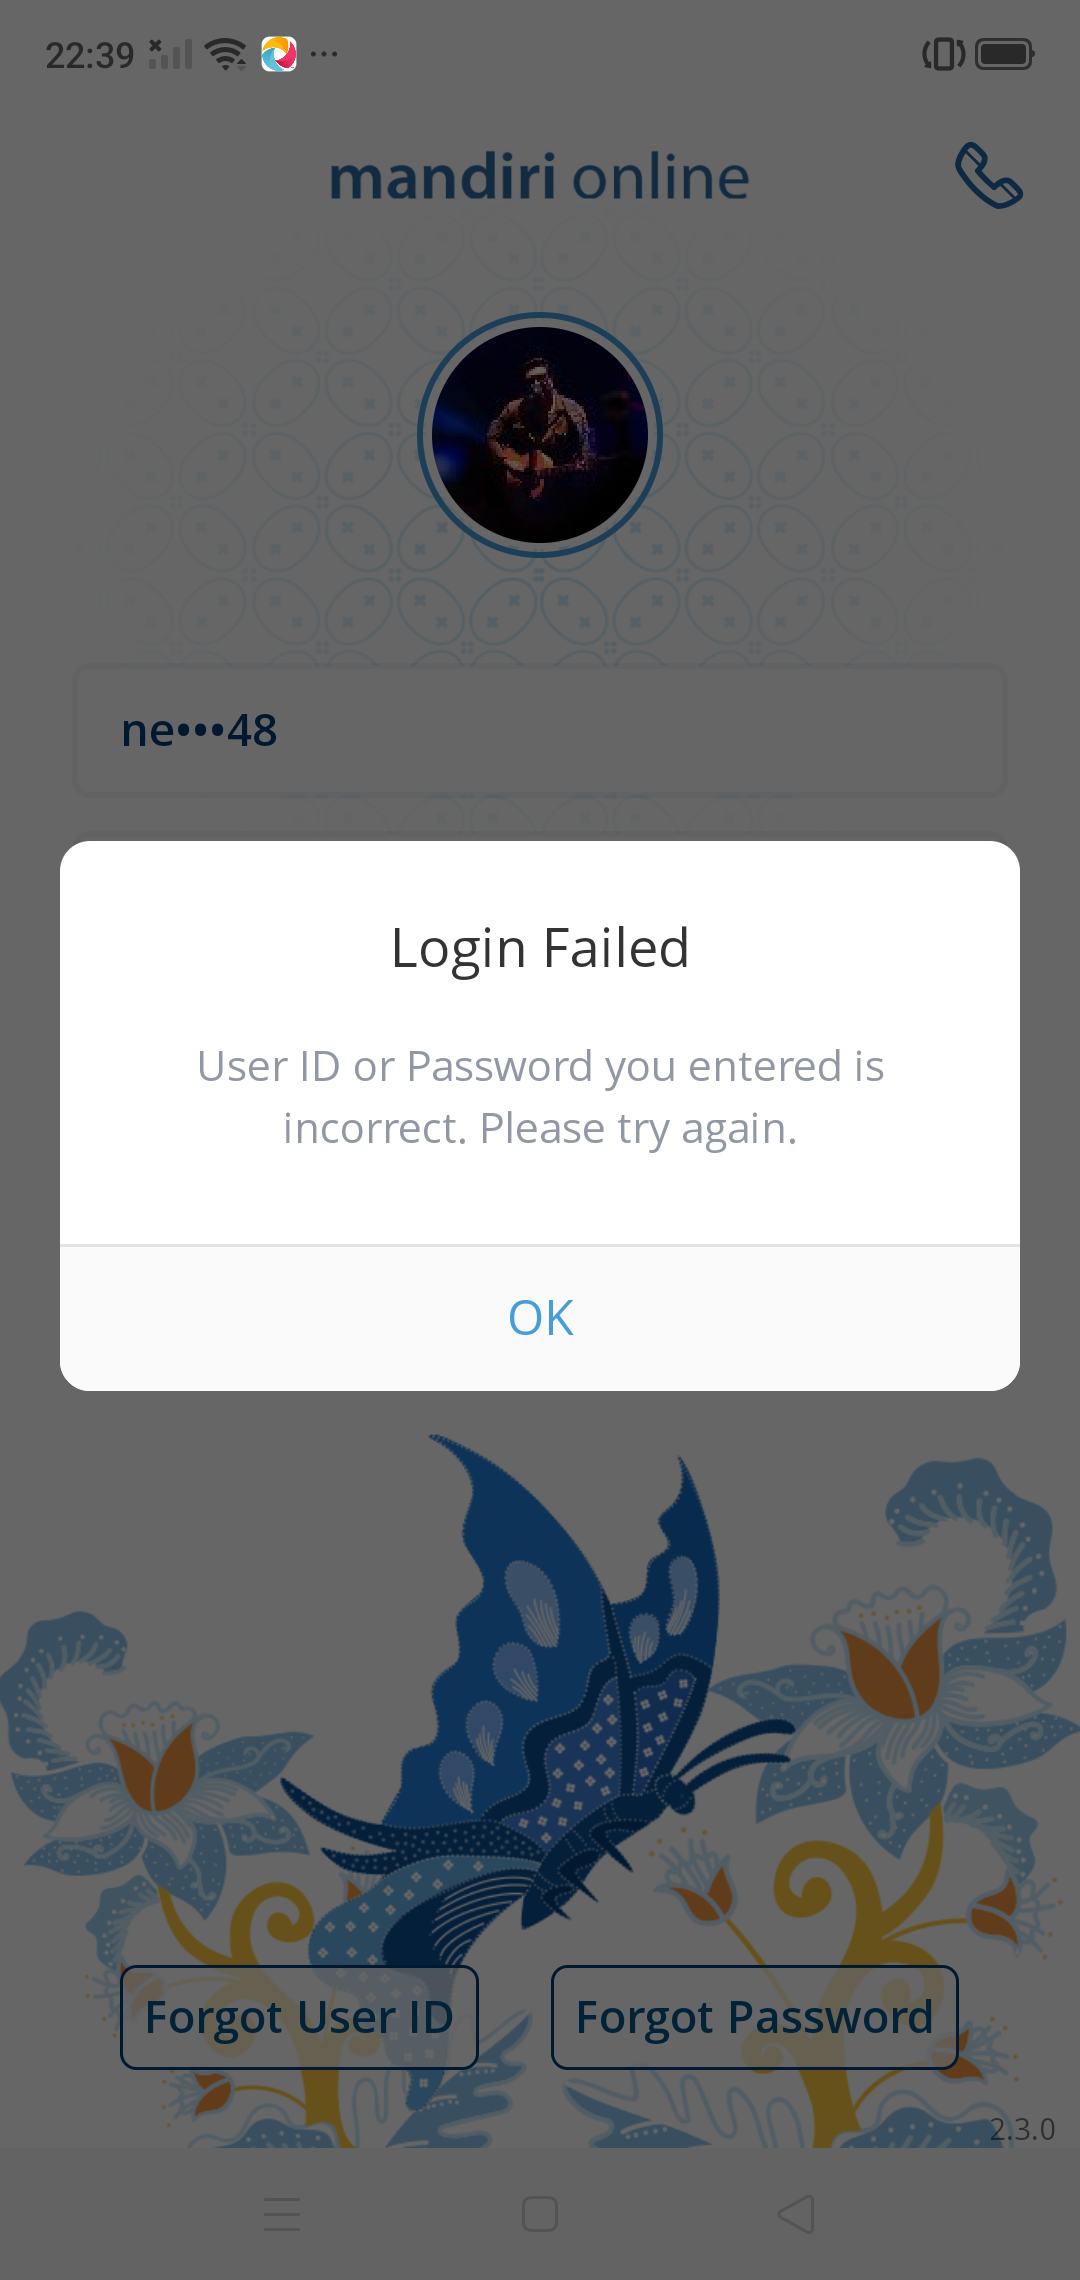 22:39
mandiri online
ne•••48
Login Failed
User ID or Password you entered is
incorrect. Please try again.
OK
Forgot User ID
Forgot Password
2.3.0